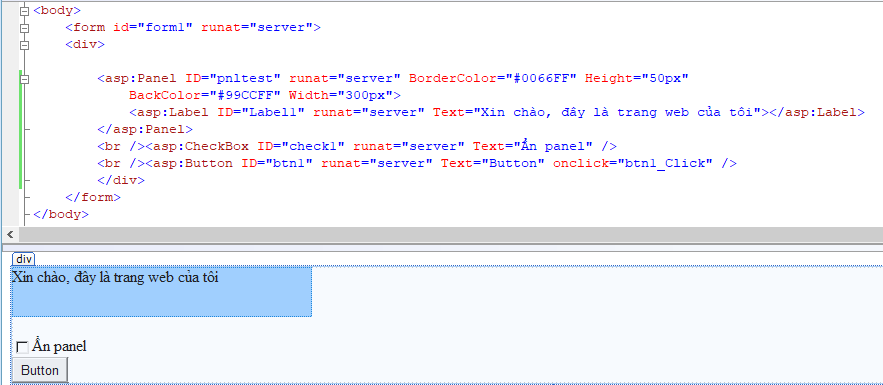 <body>
<form id="form1" runat="server">
<div>
<asp:Panel ID="pnltest" runat="server" BorderColor="#0066FF" Height="50px"
BackColor="#99CCFF" Width="300px">
<asp:Label ID="Label1" runat="server" Text="Xin chào, đây là trang web của tôi"></asp:Label>
</asp:Panel>
<br /><asp:CheckBox ID="check1" runat="server" Text="Ẩn panel" />
<br /><asp:Button ID="btn1" runat="server" Text="Button" onclick="btn1_Click" />
</div>
</form>
</body>
div
Xin chào, đây là trang web của tôi
Ẩn panel
Button